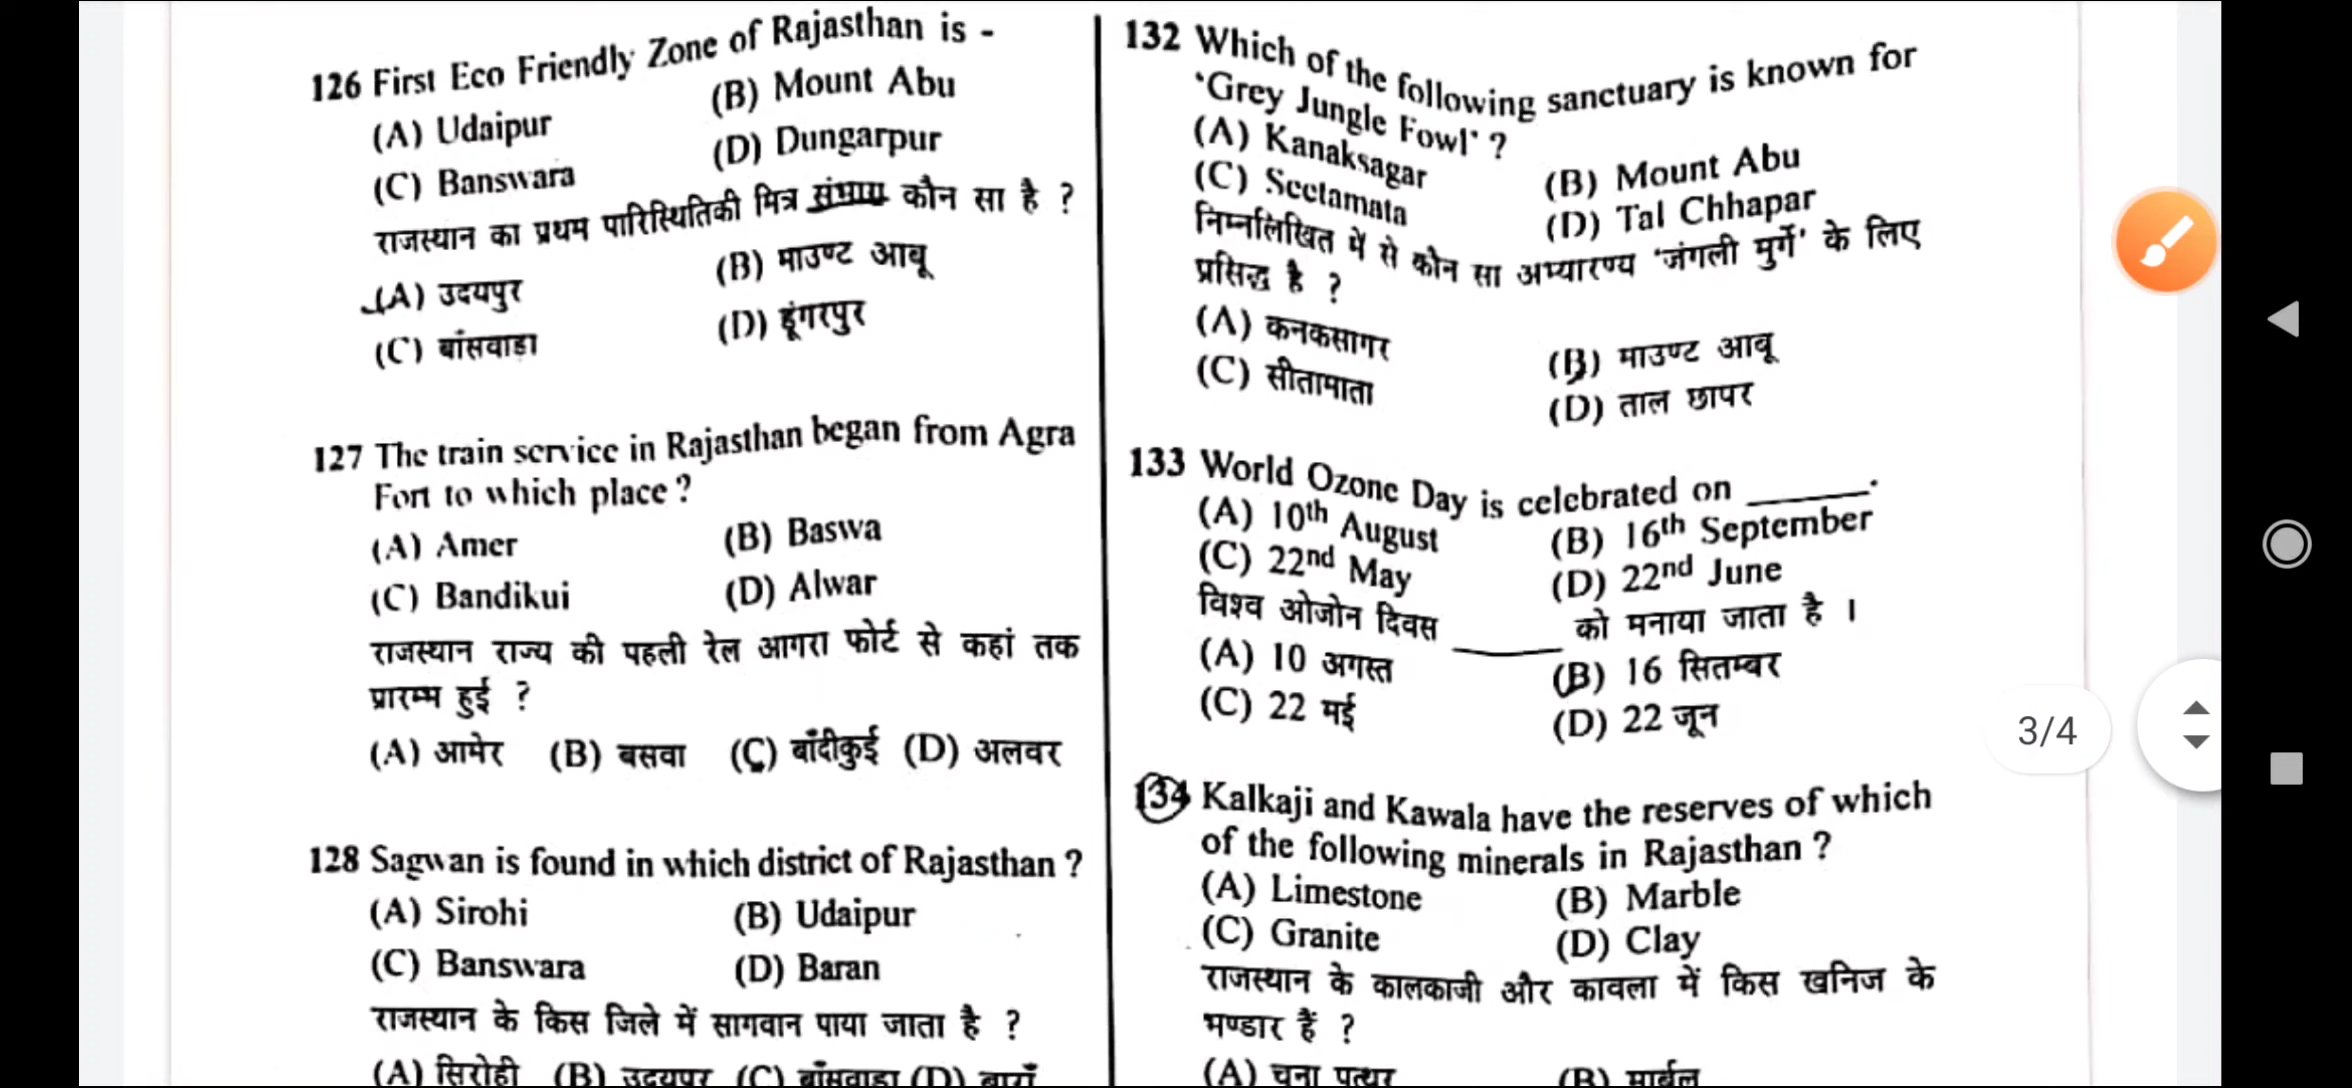 126 First Eco Friendly Zone of Rajasthan is -
(A) Udaipur (B) Mount Abu
(C) Banswara (D) Dungarpur
राजस्थान का प्रथम पारिस्थितिकी मित्र संभाग कौन सा है ?
(A) उदयपुर (B) माउण्ट आबू
(C) बांसवाडा (D) डूंगरपुर
127 The train service in Rajasthan began from Agra
Fort to which place ?
(A) Amer (B) Baswa
(C) Bandikui (D) Alwar
राजस्थान राज्य की पहली रेल आगरा फोर्ट से कहां तक
प्रारम्भ हुई ?
(A) आमेर (B) बसवा (C) बाँदीकुई (D) अलवर
128 Sagwan is found in which district of Rajasthan ?
(A) Sirohi (B) Udaipur
(C) Banswara (D) Baran
राजस्थान के किस जिले में सागवान पाया जाता है ?
(A) सिरोही (B) उदयपुर (C) बाँसवाडा (D) बाराँ
132 Which of the following sanctuary is known for
'Grey Jungle Fowl' ?
(A) Kanaksagar (B) Mount Abu
(C) Seetamata (D) Tal Chhapar
निम्नलिखित में से कौन सा अभ्यारण्य 'जंगली मुर्गे' के लिए
प्रसिद्ध है ?
(A) कनकसागर (B) माउण्ट आबू
(C) सीतामाता (D) ताल छापर
133 World Ozone Day is celebrated on ______.
(A) 10th August (B) 16th September
(C) 22nd May (D) 22nd June
विश्व ओजोन दिवस ______ को मनाया जाता है ।
(A) 10 अगस्त (B) 16 सितम्बर
(C) 22 मई (D) 22 जून
134 Kalkaji and Kawala have the reserves of which
of the following minerals in Rajasthan ?
(A) Limestone (B) Marble
(C) Granite (D) Clay
राजस्थान के कालकाजी और कावला में किस खनिज के
भण्डार हैं ?
(A) चूना पत्थर (B) मार्बल
3/4